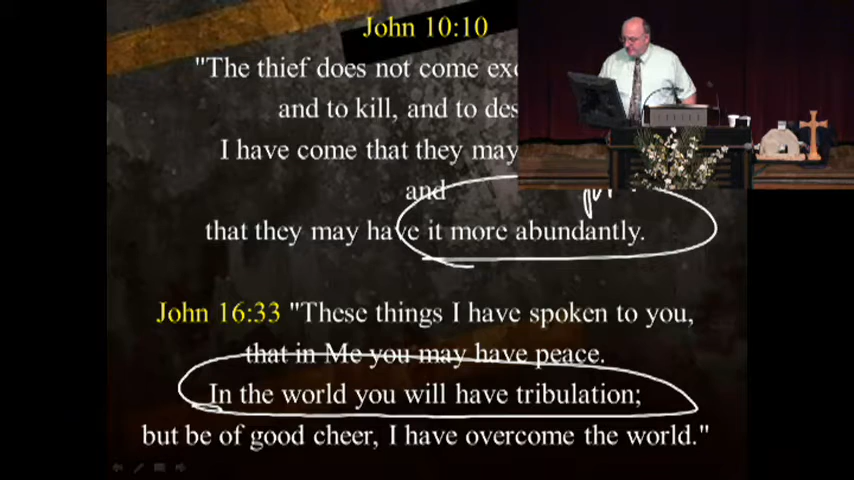 John 10:10
"The thief does not come
and to kill, and to
I have come that they may
and
that they may have it more abundantly.
John 16:33 "These things I have spoken to you,
that in Me you may have peace.
In the world you will have tribulation;
but be of good cheer, I have overcome the world."